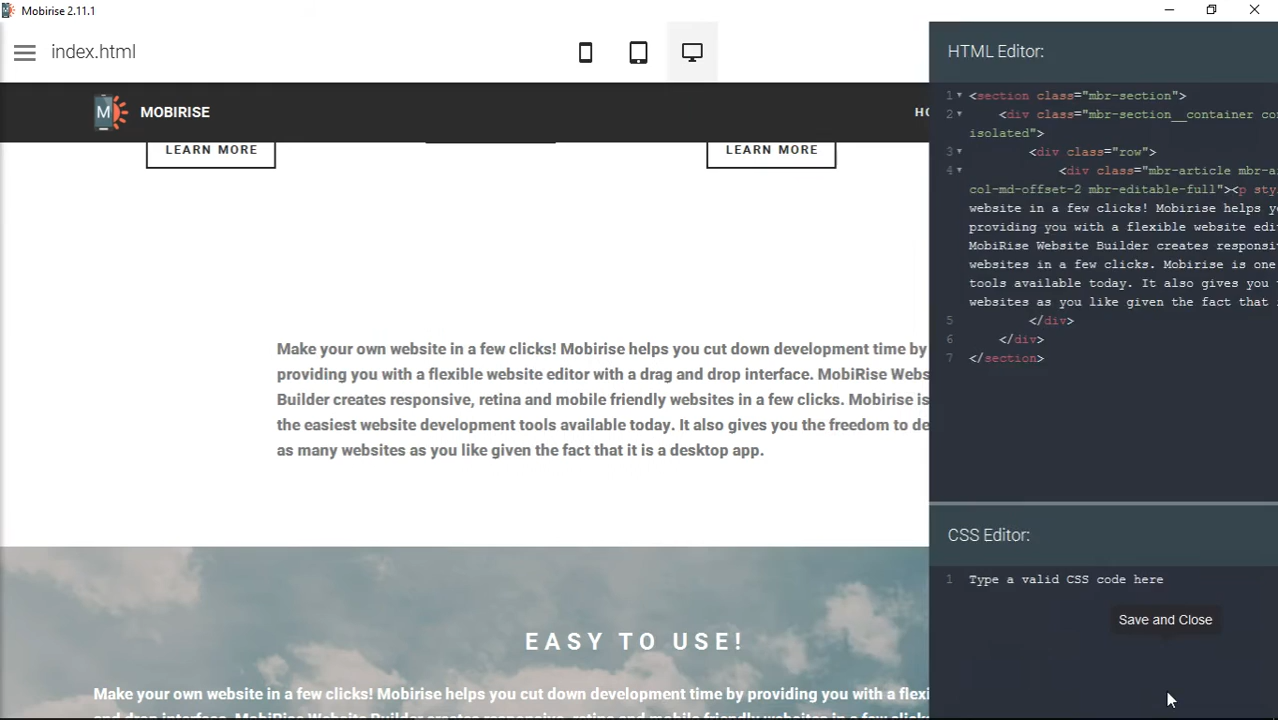 Mobirise 2.11.1
index.html
MOBIRISE
LEARN MORE
LEARN MORE
Make your own website in a few clicks! Mobirise helps you cut down development time by
providing you with a flexible website editor with a drag and drop interface. MobiRise Webs
Builder creates responsive, retina and mobile friendly websites in a few clicks. Mobirise is
the easiest website development tools available today. It also gives you the freedom to de
as many websites as you like given the fact that it is a desktop app.
EASY TO USE!
Make your own website in a few clicks! Mobirise helps you cut down development time by providing you with a flexi
HTML Editor:
1 <section class="mbr-section">
2 <div class="mbr-section__container co
isolated">
3 <div class="row">
4 <div class="mbr-article mbr-a
col-md-offset-2 mbr-editable-full"><p sty
website in a few clicks! Mobirise helps yo
providing you with a flexible website edi
MobiRise Website Builder creates responsi
websites in a few clicks. Mobirise is one
tools available today. It also gives you
websites as you like given the fact that
5 </div>
6 </div>
7 </section>
CSS Editor:
1 Type a valid CSS code here
Save and Close